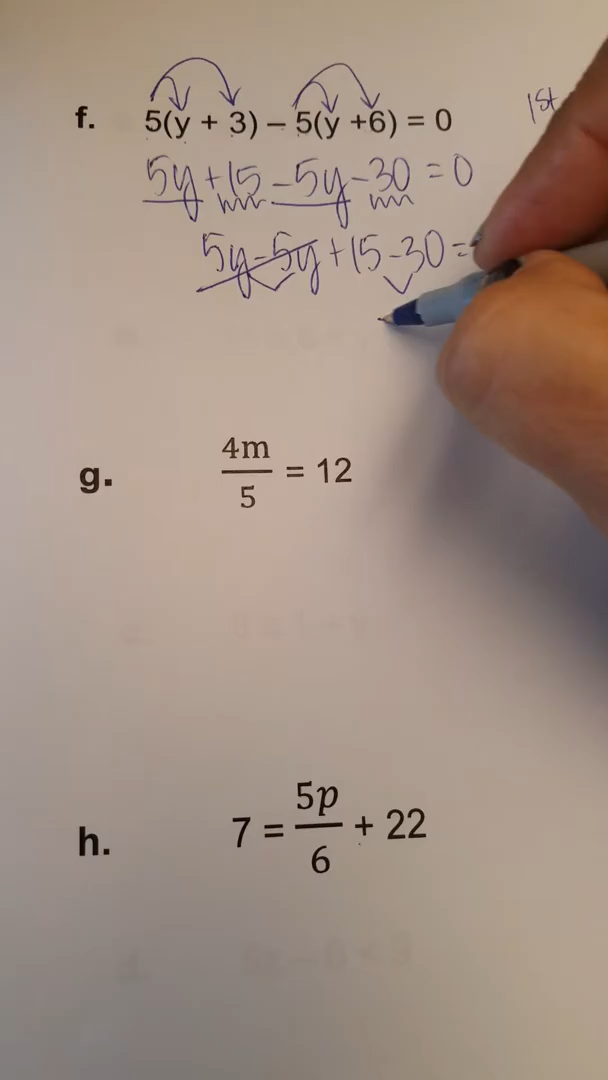 f. 5(y + 3) – 5(y +6) = 0
1st
5y + 15 - 5y - 30 = 0
5y - 5y + 15 - 30 =
g. 4m/5 = 12
h. 7 = 5p/6 + 22